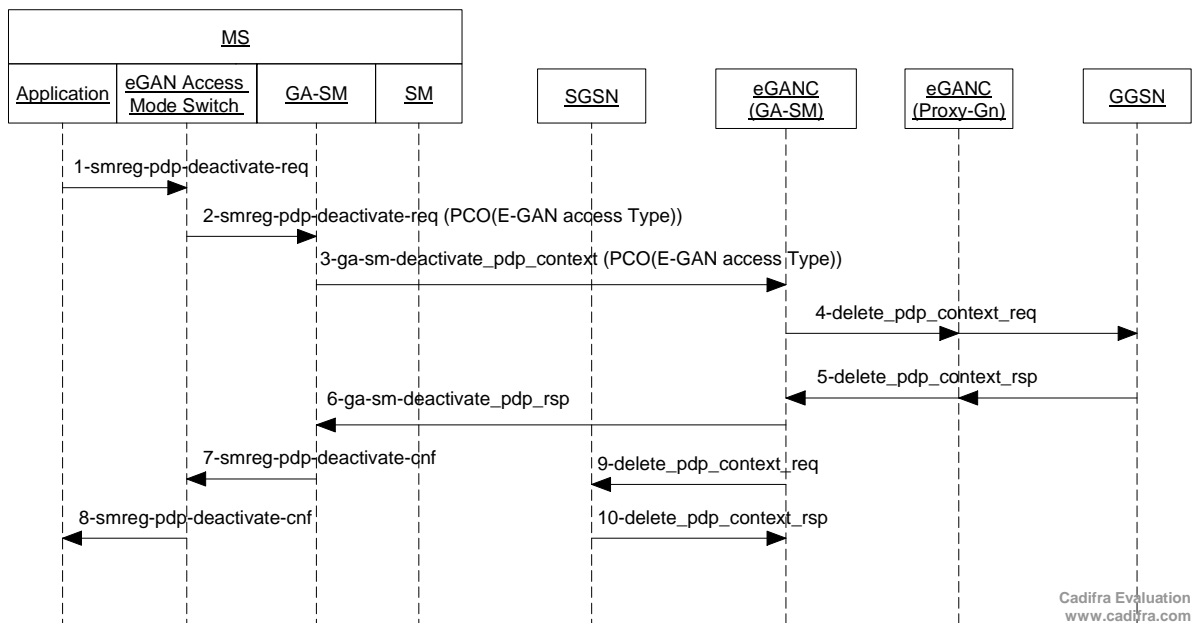 MS
Application
eGAN Access
Mode Switch
GA-SM
SM
SGSN
eGANC
(GA-SM)
eGANC
(Proxy-Gn)
GGSN
1-smreg-pdp-deactivate-req
2-smreg-pdp-deactivate-req (PCO(E-GAN access Type))
3-ga-sm-deactivate_pdp_context (PCO(E-GAN access Type))
4-delete_pdp_context_req
5-delete_pdp_context_rsp
6-ga-sm-deactivate_pdp_rsp
7-smreg-pdp-deactivate-cnf
9-delete_pdp_context_req
8-smreg-pdp-deactivate-cnf
10-delete_pdp_context_rsp
Cadifra Evaluation
www.cadifra.com